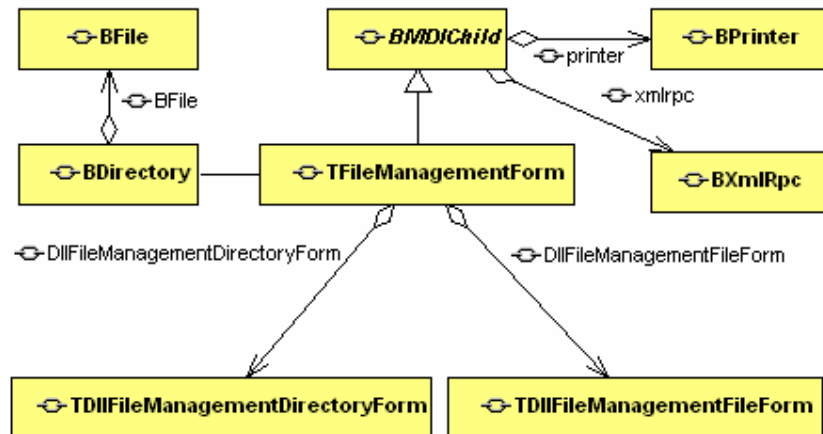 BFile
BMDIChild
BPrinter
printer
BFile
xmlrpc
BDirectory
TFileManagementForm
BXmlRpc
DllFileManagementDirectoryForm
DllFileManagementFileForm
TDllFileManagementDirectoryForm
TDllFileManagementFileForm